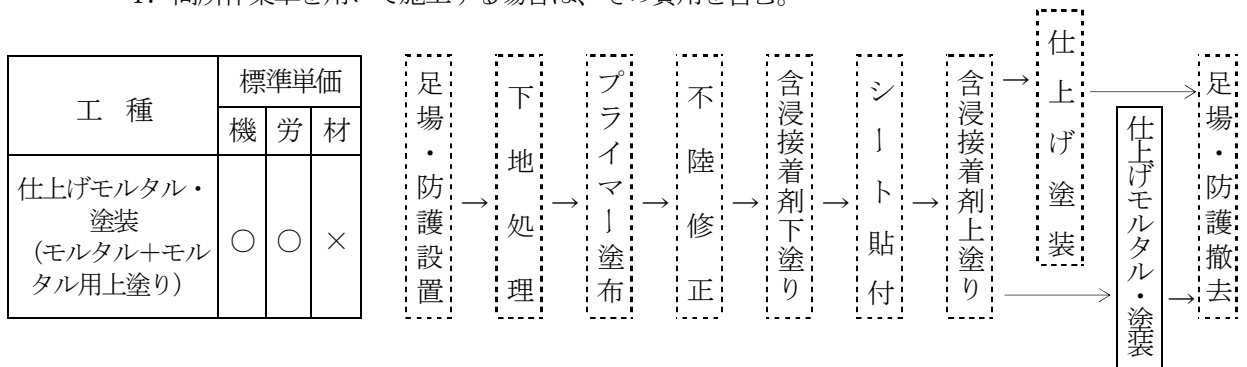 1．高所作業車を用いて施工する場合は、その費用を含む。
工　種
標準単価
機 労 材
仕上げモルタル・
塗装
（モルタル＋モル
タル用上塗り）
○ ○ ×
足場・防護設置
→
下地処理
→
プライマー塗布
→
不陸修正
→
含浸接着剤下塗り
→
シート貼付
→
含浸接着剤上塗り
→
仕上げ塗装
→
仕上げモルタル・塗装
→
足場・防護撤去